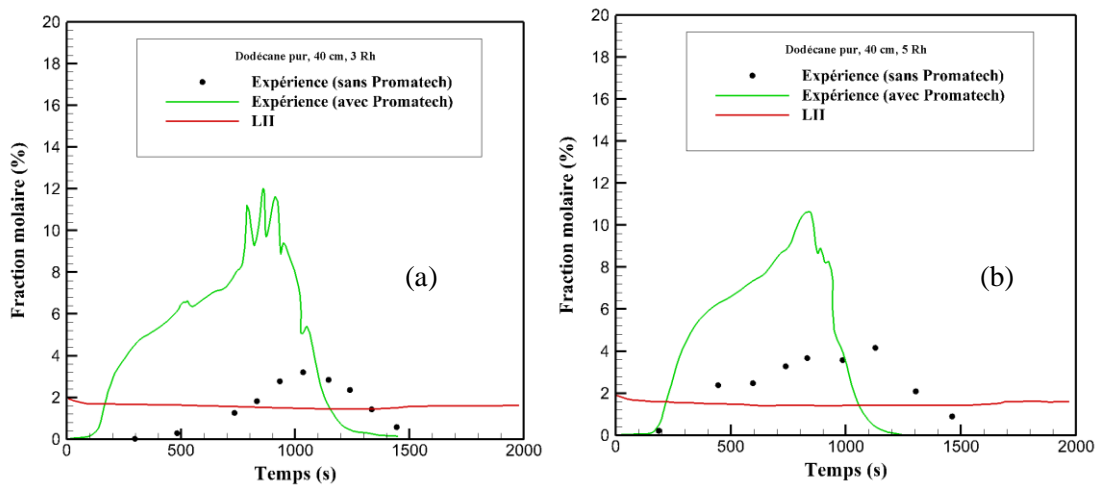 Dodécane pur, 40 cm, 3 Rh
Expérience (sans Promatech)
Expérience (avec Promatech)
LII
(a)
Fraction molaire (%)
20
18
16
14
12
10
8
6
4
2
0
0 500 1000 1500 2000
Temps (s)
Dodécane pur, 40 cm, 5 Rh
Expérience (sans Promatech)
Expérience (avec Promatech)
LII
(b)
Fraction molaire (%)
20
18
16
14
12
10
8
6
4
2
0
0 500 1000 1500 2000
Temps (s)